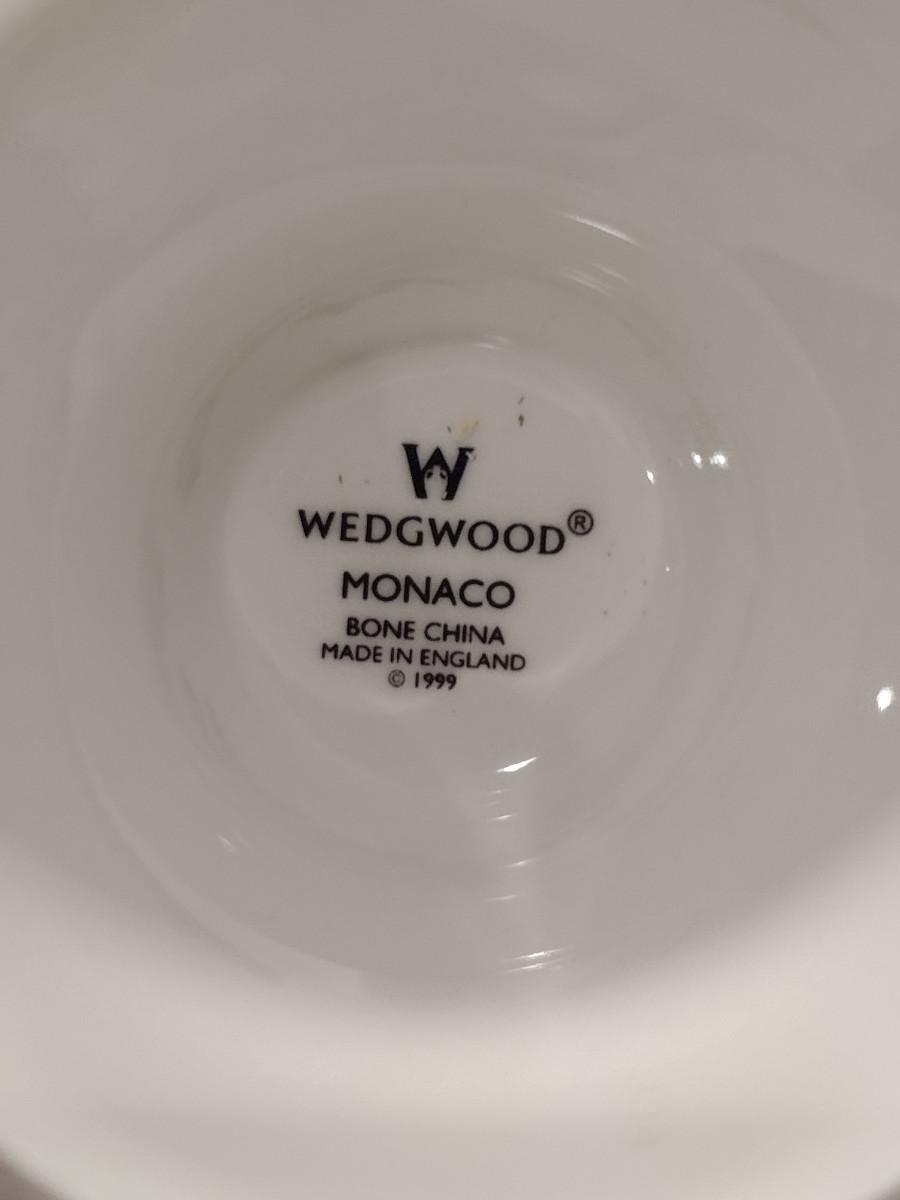 W
WEDGWOOD®
MONACO
BONE CHINA
MADE IN ENGLAND
© 1999